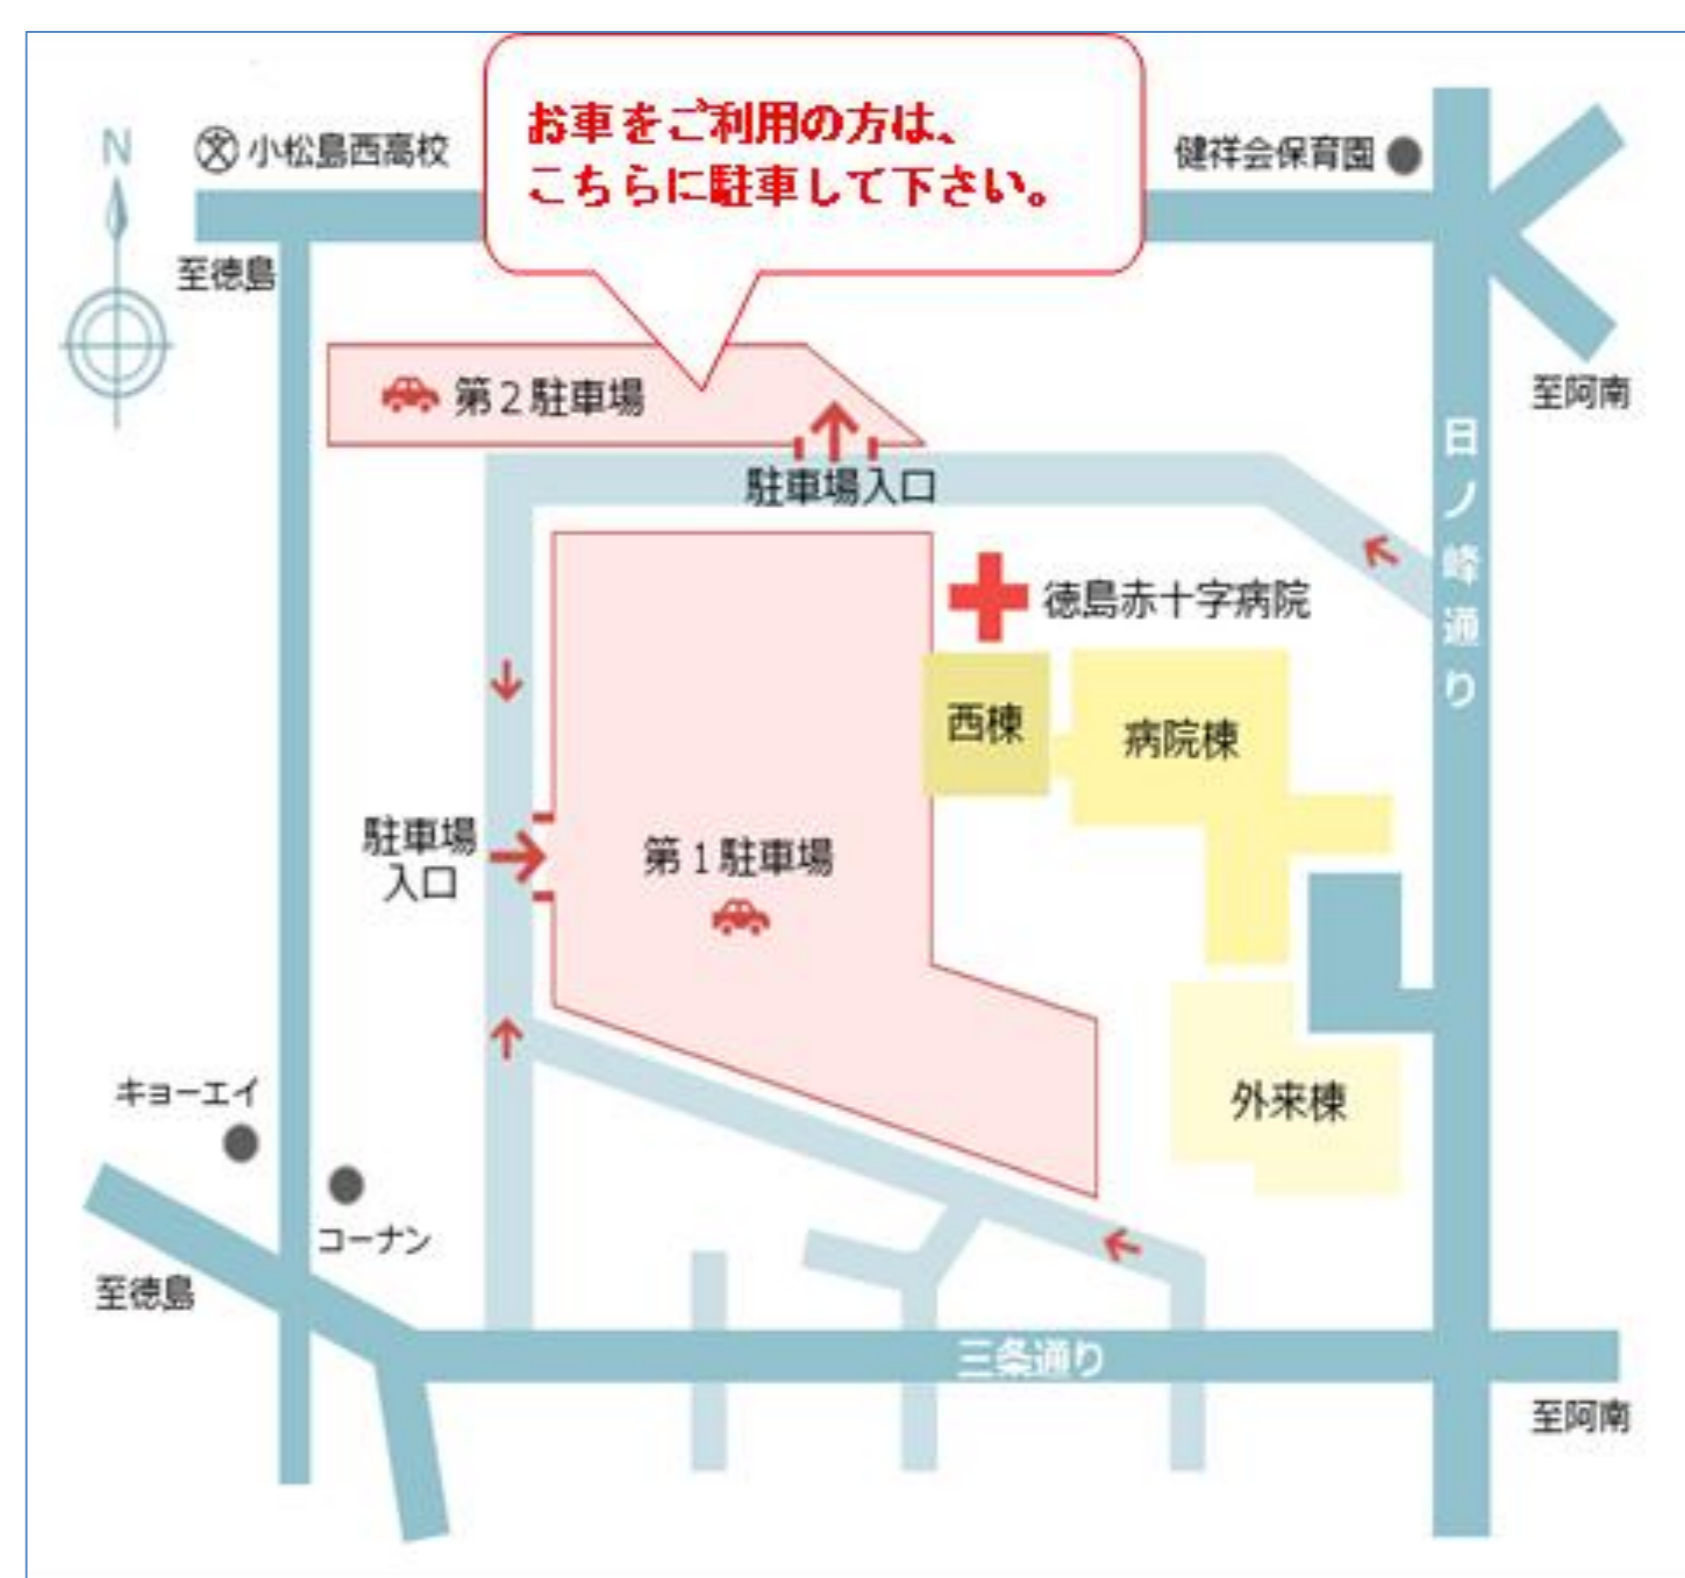 お車をご利用の方は、
こちらに駐車して下さい。
N
小松島西高校
健祥会保育園
至徳島
至阿南
第2駐車場
駐車場入口
日ノ峰通り
徳島赤十字病院
西棟
病院棟
駐車場
入口
第1駐車場
外来棟
キョーエイ
コーナン
至徳島
三条通り
至阿南